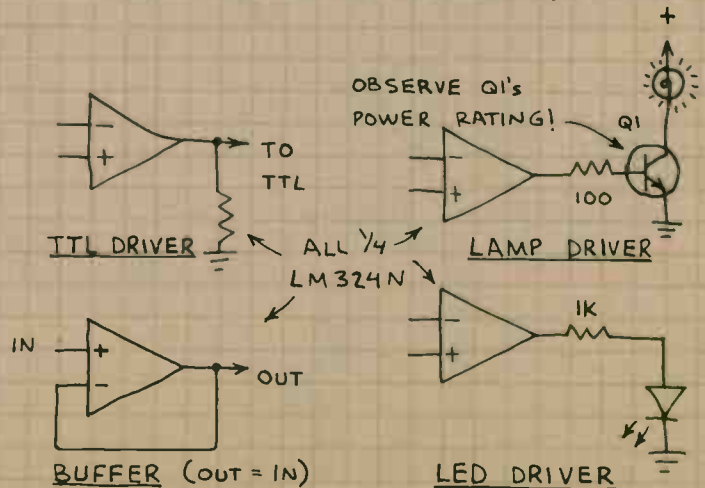 +
OBSERVE Q1's
POWER RATING!
Q1
-
+
TO
TTL
-
+
100
TTL DRIVER
ALL 1/4
LM324N
LAMP DRIVER
IN
+
-
OUT
-
+
1K
BUFFER (OUT = IN)
LED DRIVER